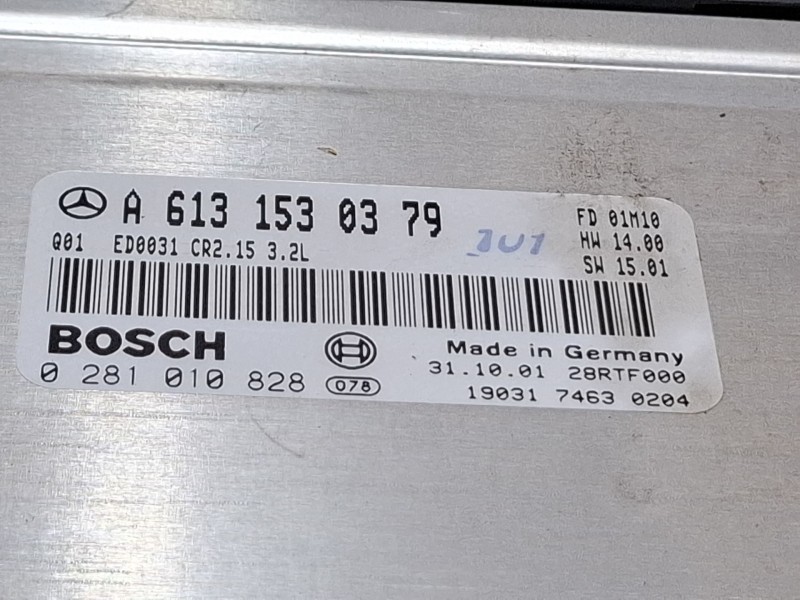 A 613 153 03 79
FD 01M10
Q01 ED0031 CR2.15 3.2L
HW 14.00
SW 15.01
BOSCH
Made in Germany
0 281 010 828
078
31.10.01 28RTF000
19031 7463 0204